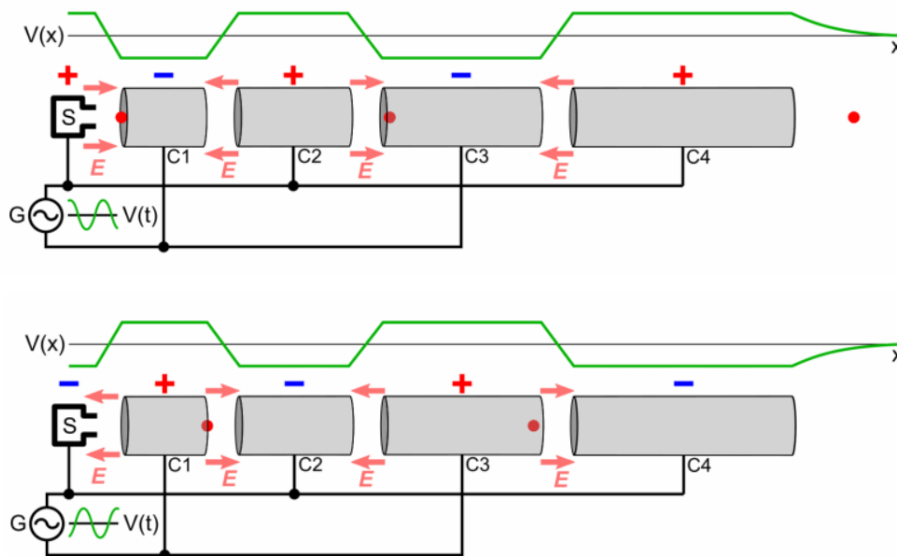 V(x)
x
+ − + − +
S
E E E E
C1 C2 C3 C4
G V(t)
V(x)
x
− + − + −
S
E E E E
C1 C2 C3 C4
G V(t)